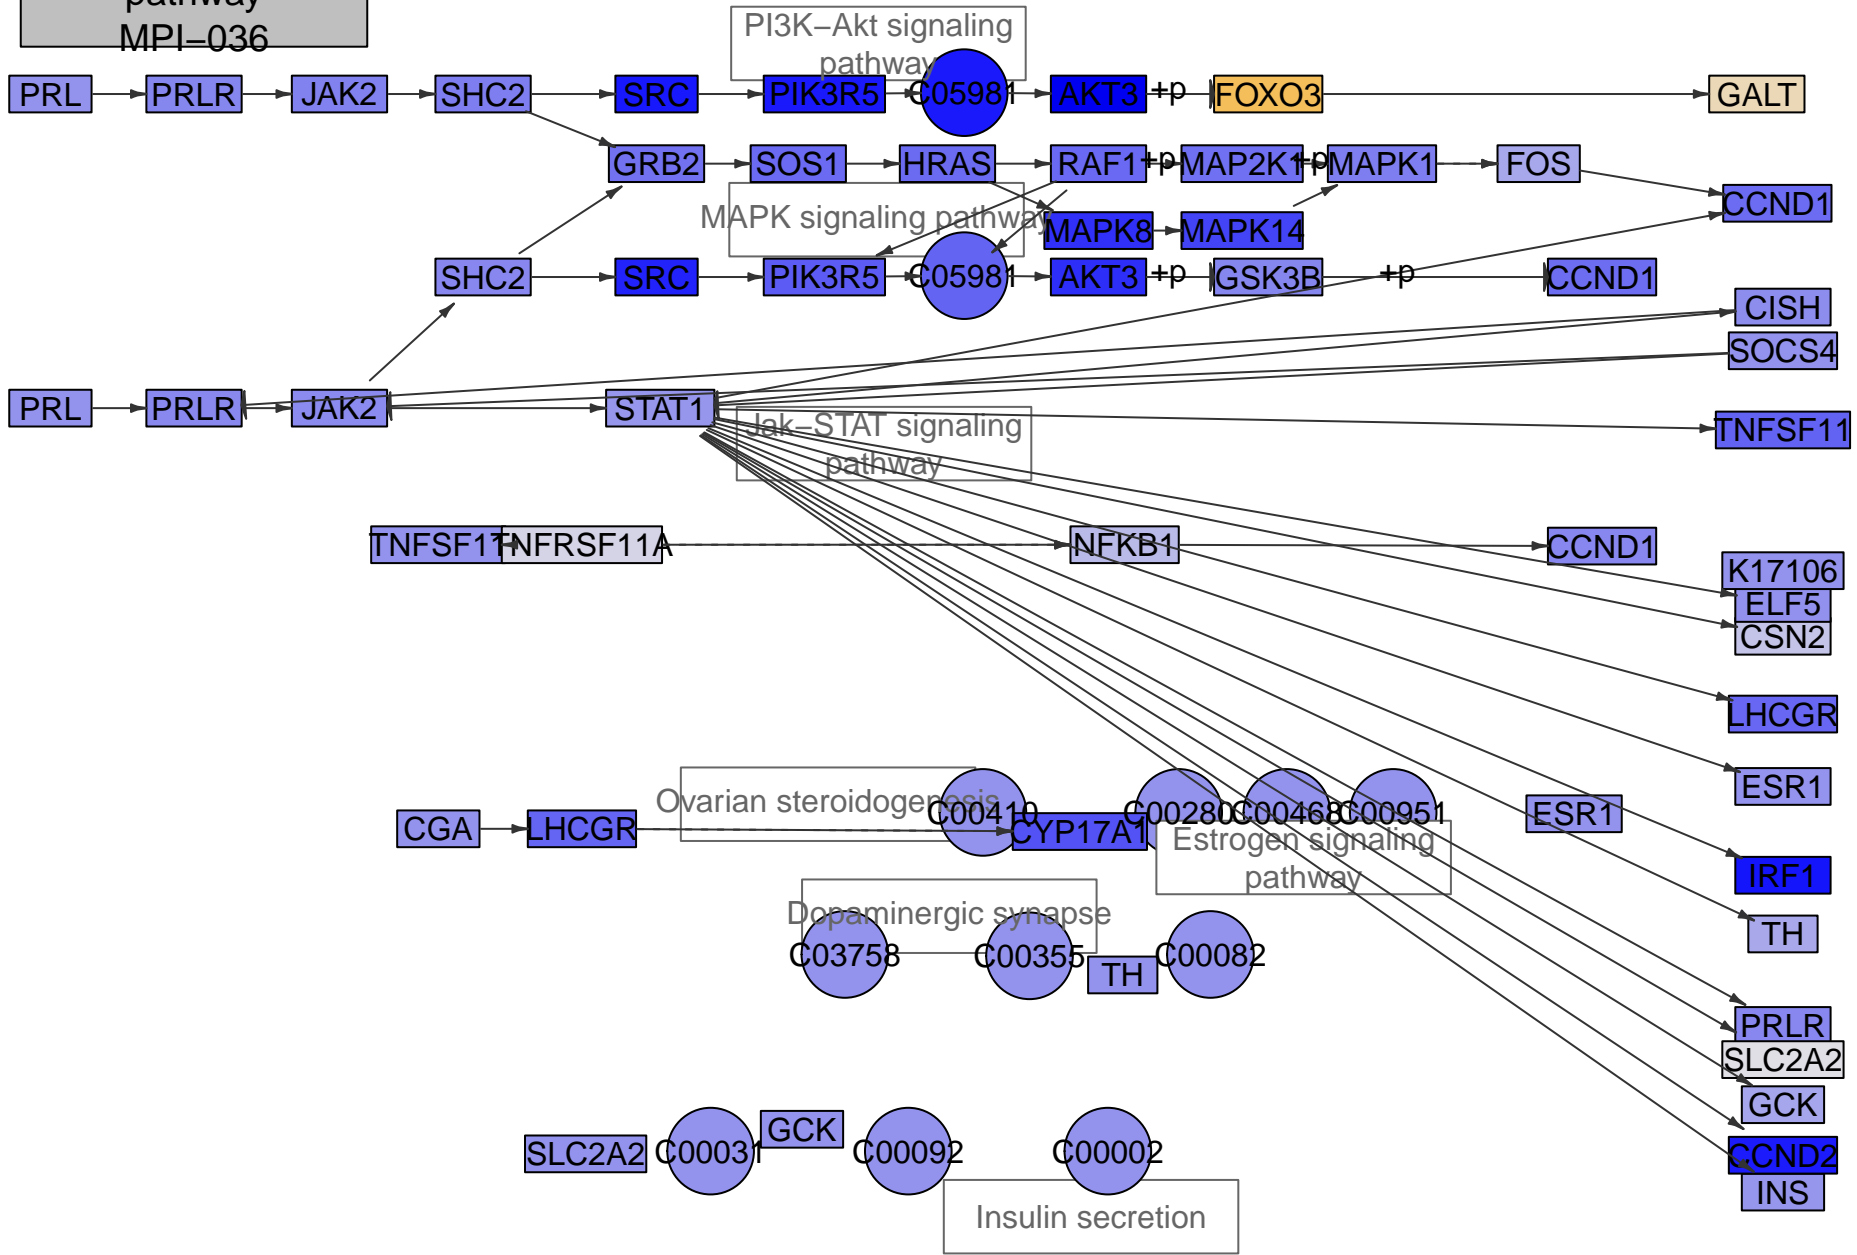 pathway
MPI−036
PI3K−Akt signaling
pathway
PRL
PRLR
JAK2
SHC2
SRC
PIK3R5
C05981
AKT3
+p
FOXO3
GALT
GRB2
SOS1
HRAS
RAF1
+p
MAP2K1
+p
MAPK1
FOS
CCND1
MAPK signaling pathway
MAPK8
MAPK14
SHC2
SRC
PIK3R5
C05981
AKT3
+p
GSK3B
+p
CCND1
CISH
SOCS4
PRL
PRLR
JAK2
STAT1
Jak−STAT signaling
pathway
TNFSF11
TNFSF11
TNFRSF11A
NFKB1
CCND1
K17106
ELF5
CSN2
LHCGR
ESR1
Ovarian steroidogenesis
C00410
C00280
C00468
C00951
ESR1
CGA
LHCGR
CYP17A1
Estrogen signaling
pathway
IRF1
Dopaminergic synapse
TH
C03758
C00355
TH
C00082
PRLR
SLC2A2
GCK
SLC2A2
C00031
GCK
C00092
C00002
CCND2
INS
Insulin secretion